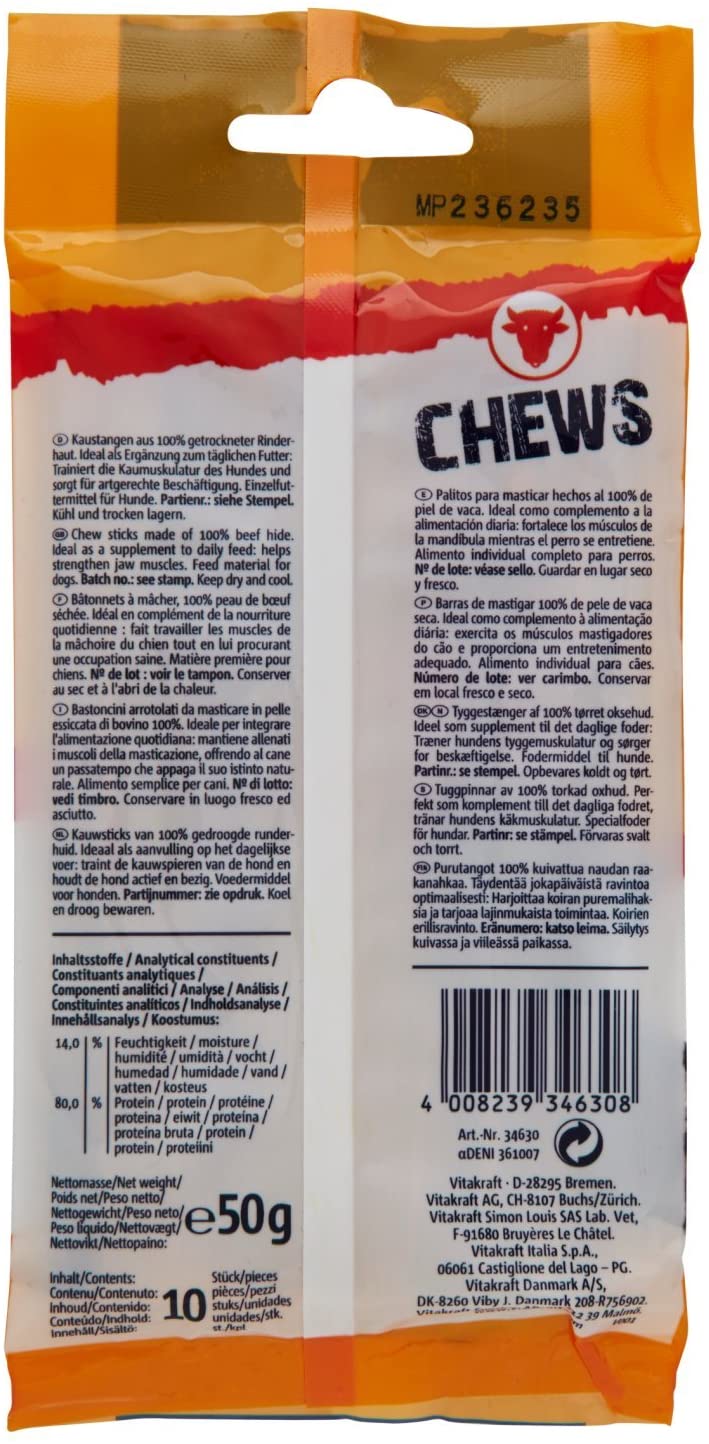 MP236235
CHEWS
D Kaustangen aus 100% getrockneter Rinder-
haut. Ideal als Ergänzung zum täglichen Futter:
Trainiert die Kaumuskulatur des Hundes und
sorgt für artgerechte Beschäftigung. Einzelfut-
termittel für Hunde. Partienr.: siehe Stempel.
Kühl und trocken lagern.
GB Chew sticks made of 100% beef hide.
Ideal as a supplement to daily feed: helps
strengthen jaw muscles. Feed material for
dogs. Batch no.: see stamp. Keep dry and cool.
F Bâtonnets à mâcher, 100% peau de bœuf
séchée. Idéal en complément de la nourriture
quotidienne : fait travailler les muscles de
la mâchoire du chien tout en lui procurant
une occupation saine. Matière première pour
chiens. Nº de lot : voir le tampon. Conserver
au sec et à l'abri de la chaleur.
I Bastoncini arrotolati da masticare in pelle
essiccata di bovino 100%. Ideale per integrare
l'alimentazione quotidiana: mantiene allenati
i muscoli della masticazione, offrendo al cane
un passatempo che appaga il suo istinto natu-
rale. Alimento semplice per cani. Nº di lotto:
vedi timbro. Conservare in luogo fresco ed
asciutto.
NL Kauwsticks van 100% gedroogde runder-
huid. Ideaal als aanvulling op het dagelijkse
voer: traint de kauwspieren van de hond en
houdt de hond actief en bezig. Voedermiddel
voor honden. Partijnummer: zie opdruk. Koel
en droog bewaren.
Inhaltsstoffe / Analytical constituents /
Constituants analytiques /
Componenti analitici / Analyse / Análisis /
Constituintes analíticos / Indholdsanalyse /
Innehållsanalys / Koostumus:
14,0 % Feuchtigkeit / moisture /
humidité / umidità / vocht /
humedad / humidade / vand /
vatten / kosteus
80,0 % Protein / protein / protéine /
proteina / eiwit / proteína /
proteína bruta / protein /
protein / proteiini
Nettomasse/Net weight/
Poids net/Peso netto/
Nettogewicht/Peso neto/
Peso líquido/Nettovægt/
Nettovikt/Nettopaino:
e50g
Inhalt/Contents:
Contenu/Contenuto:
Inhoud/Contenido:
Conteúdo/Indhold:
Innehåll/Sisältö:
10
Stück/pieces
pièces/pezzi
stuks/unidades
unidades/stk.
st./kpl
E Palitos para masticar hechos al 100% de
piel de vaca. Ideal como complemento a la
alimentación diaria: fortalece los músculos de
la mandíbula mientras el perro se entretiene.
Alimento individual completo para perros.
Nº de lote: véase sello. Guardar en lugar seco
y fresco.
P Barras de mastigar 100% de pele de vaca
seca. Ideal como complemento à alimentação
diária: exercita os músculos mastigadores
do cão e proporciona um entretenimento
adequado. Alimento individual para cães.
Número de lote: ver carimbo. Conservar
em local fresco e seco.
DK N Tyggestænger af 100% tørret oksehud.
Ideel som supplement til det daglige foder:
Træner hundens tyggemuskulatur og sørger
for beskæftigelse. Fodermiddel til hunde.
Partinr.: se stempel. Opbevares koldt og tørt.
S Tuggpinnar av 100% torkad oxhud. Per-
fekt som komplement till det dagliga fodret,
tränar hundens käkmuskulatur. Specialfoder
för hundar. Partinr: se stämpel. Förvaras svalt
och torrt.
FIN Purutangot 100% kuivattua naudan raa-
kanahkaa. Täydentää jokapäiväistä ravintoa
optimaalisesti: Harjoittaa koiran puremalihak-
sia ja tarjoaa lajinmukaista toimintaa. Koirien
erillisravinto. Eränumero: katso leima. Säilytys
kuivassa ja viileässä paikassa.
4 008239 346308
Art.-Nr. 34630
αDENI 361007
Vitakraft · D-28295 Bremen.
Vitakraft AG, CH-8107 Buchs/Zürich.
Vitakraft Simon Louis SAS Lab. Vet,
F-91680 Bruyères Le Châtel.
Vitakraft Italia S.p.A.,
06061 Castiglione del Lago – PG.
Vitakraft Danmark A/S,
DK-8260 Viby J. Danmark 208-R756902.
Vitakraft 39 Malmö.
V001